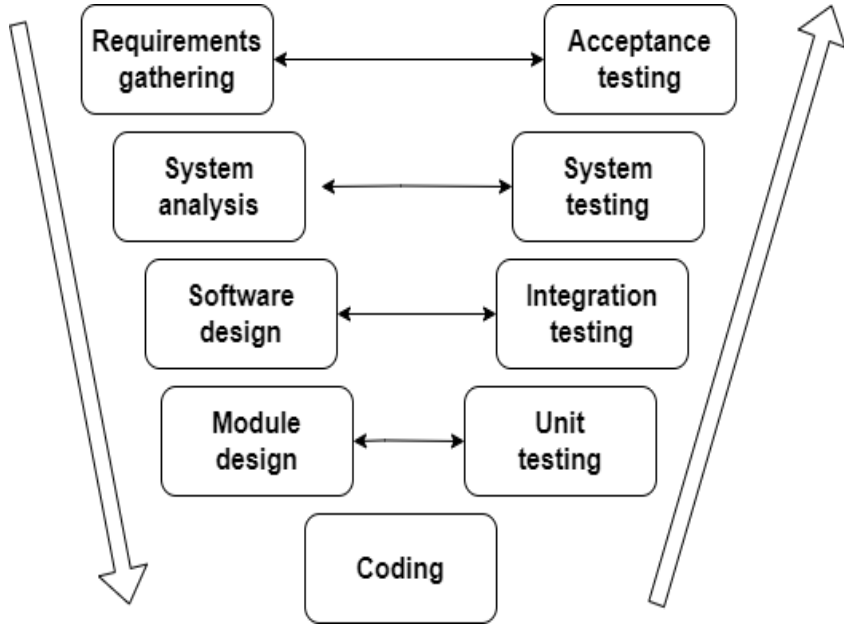 Requirements
gathering
Acceptance
testing
System
analysis
System
testing
Software
design
Integration
testing
Module
design
Unit
testing
Coding